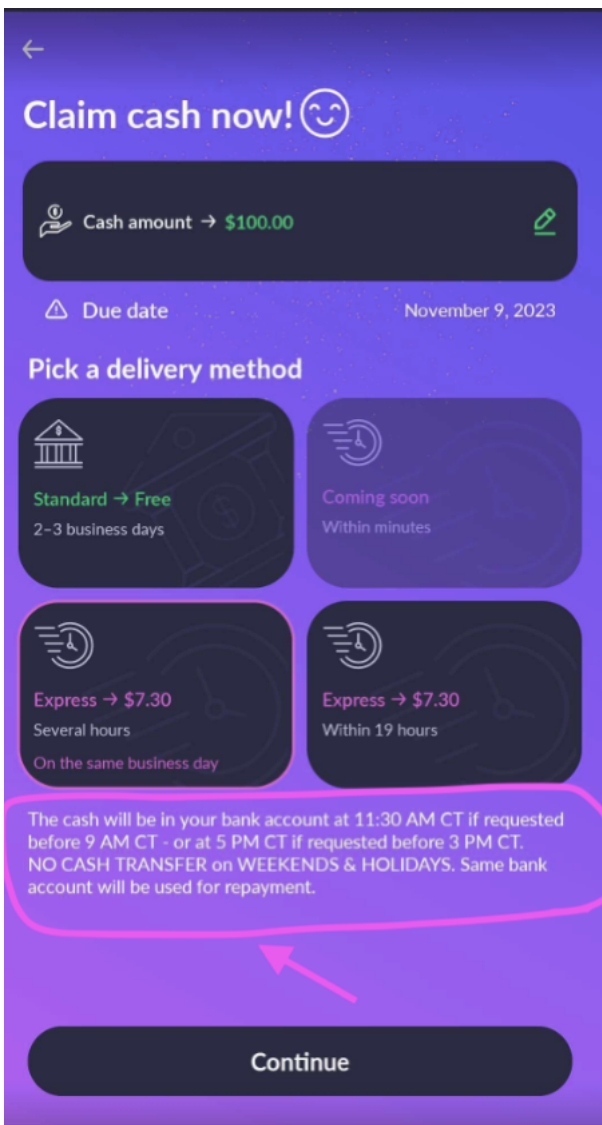 Claim cash now!
Cash amount → $100.00
Due date
November 9, 2023
Pick a delivery method
Standard → Free
2–3 business days
Coming soon
Within minutes
Express → $7.30
Several hours
On the same business day
Express → $7.30
Within 19 hours
The cash will be in your bank account at 11:30 AM CT if requested
before 9 AM CT - or at 5 PM CT if requested before 3 PM CT.
NO CASH TRANSFER on WEEKENDS & HOLIDAYS. Same bank
account will be used for repayment.
Continue